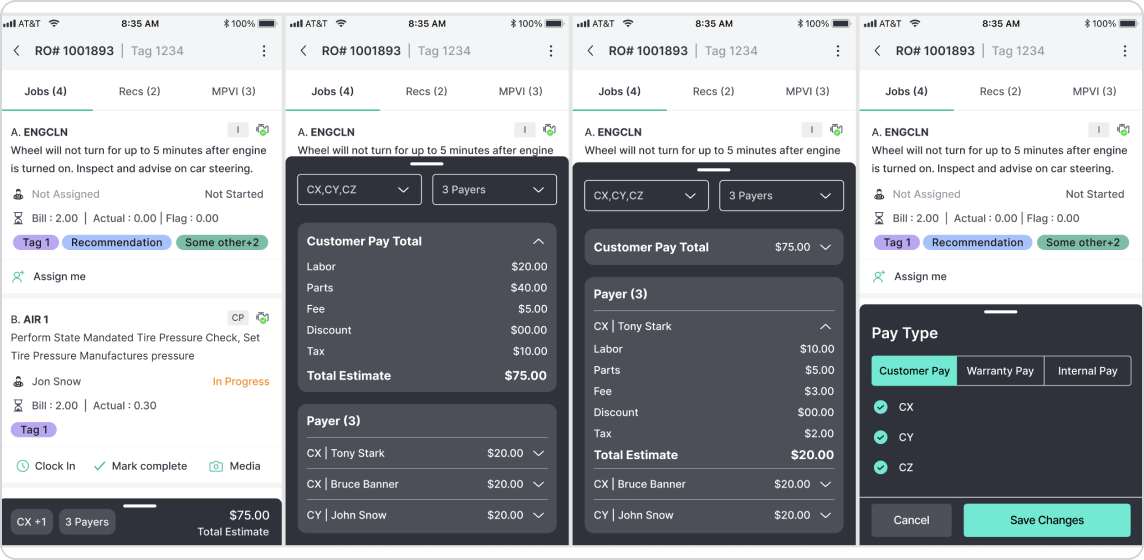 AT&T 8:35 AM 100%
RO# 1001893 | Tag 1234
Jobs (4) Recs (2) MPVI (3)
A. ENGCLN I
Wheel will not turn for up to 5 minutes after engine
is turned on. Inspect and advise on car steering.
Not Assigned Not Started
Bill : 2.00 | Actual : 0.00 | Flag : 0.00
Tag 1 Recommendation Some other+2
Assign me
B. AIR 1 CP
Perform State Mandated Tire Pressure Check, Set
Tire Pressure Manufactures pressure
Jon Snow In Progress
Bill : 2.00 | Actual : 0.30
Tag 1
Clock In Mark complete Media
CX +1 3 Payers $75.00
Total Estimate
AT&T 8:35 AM 100%
RO# 1001893 | Tag 1234
Jobs (4) Recs (2) MPVI (3)
A. ENGCLN I
Wheel will not turn for up to 5 minutes after engine
CX,CY,CZ 3 Payers
Customer Pay Total
Labor $20.00
Parts $40.00
Fee $5.00
Discount $00.00
Tax $10.00
Total Estimate $75.00
Payer (3)
CX | Tony Stark $20.00
CX | Bruce Banner $20.00
CY | John Snow $20.00
AT&T 8:35 AM 100%
RO# 1001893 | Tag 1234
Jobs (4) Recs (2) MPVI (3)
A. ENGCLN I
Wheel will not turn for up to 5 minutes after engine
CX,CY,CZ 3 Payers
Customer Pay Total $75.00
Payer (3)
CX | Tony Stark
Labor $10.00
Parts $5.00
Fee $3.00
Discount $00.00
Tax $2.00
Total Estimate $20.00
CX | Bruce Banner $20.00
CY | John Snow $20.00
AT&T 8:35 AM 100%
RO# 1001893 | Tag 1234
Jobs (4) Recs (2) MPVI (3)
A. ENGCLN I
Wheel will not turn for up to 5 minutes after engine
is turned on. Inspect and advise on car steering.
Not Assigned Not Started
Bill : 2.00 | Actual : 0.00 | Flag : 0.00
Tag 1 Recommendation Some other+2
Assign me
Pay Type
Customer Pay Warranty Pay Internal Pay
CX
CY
CZ
Cancel Save Changes